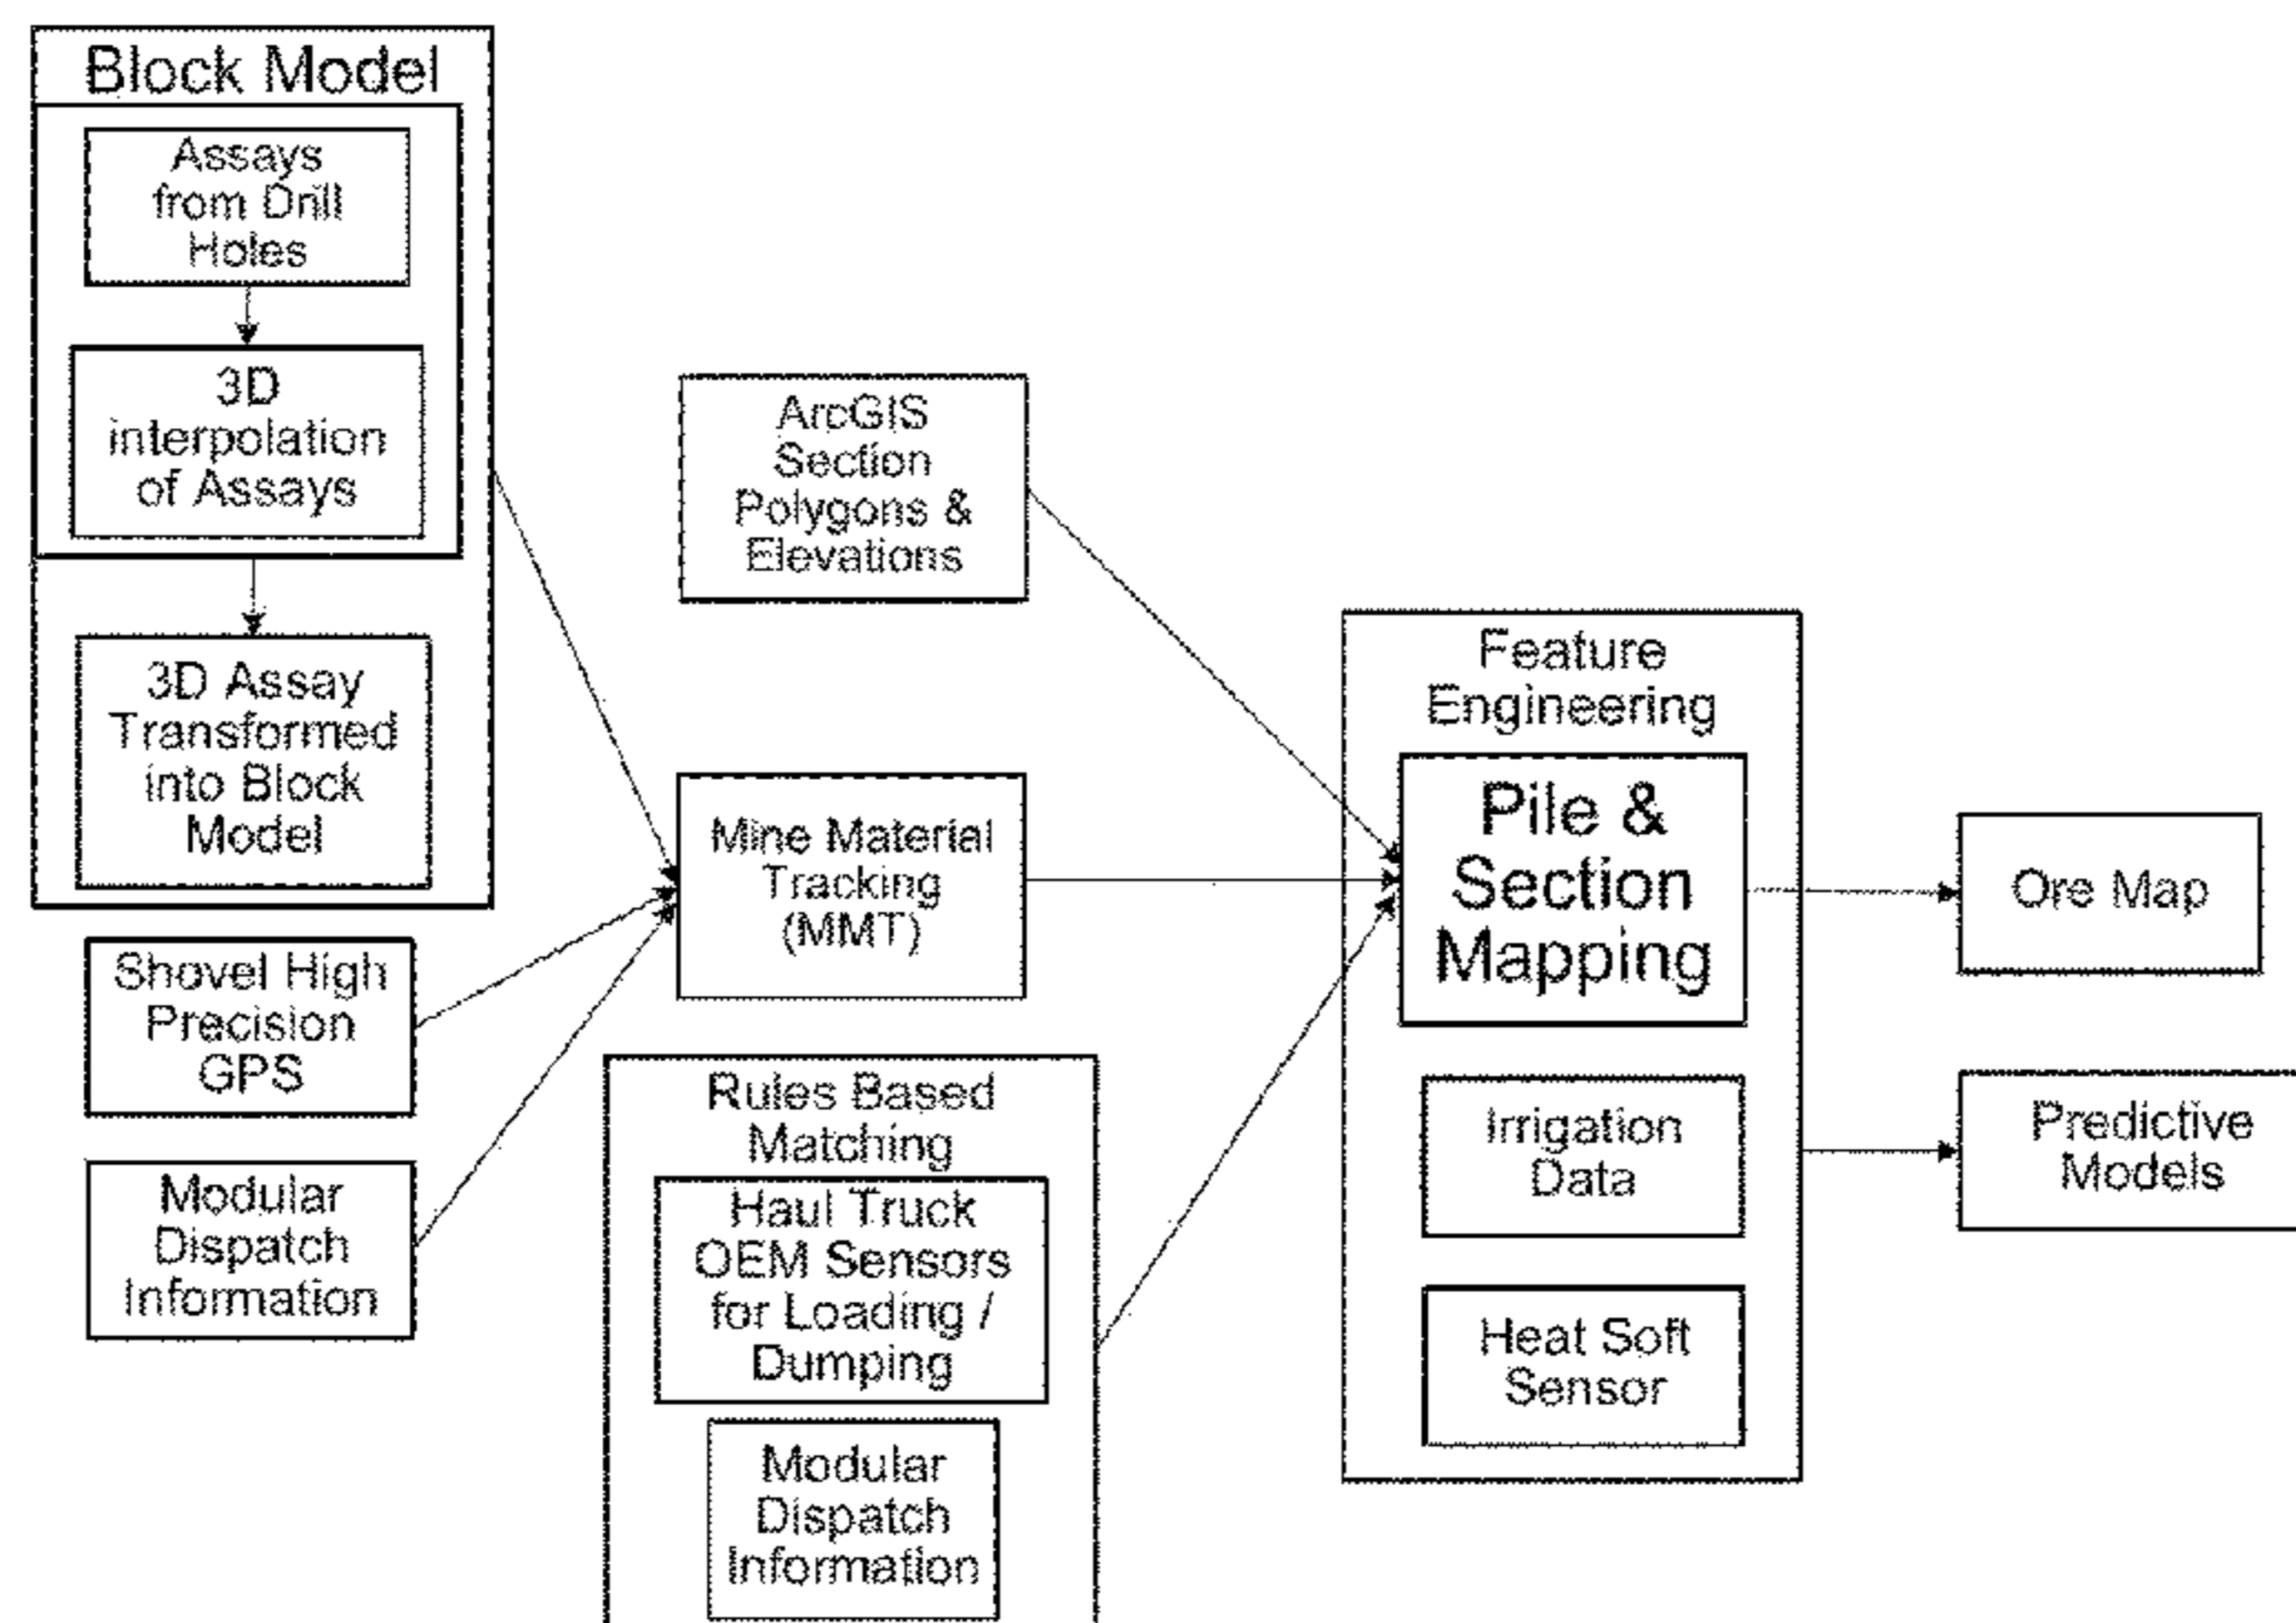 Block Model
Assays
from Drill
Holes
3D
interpolation
of Assays
3D Assay
Transformed
into Block
Model
Shovel High
Precision
GPS
Modular
Dispatch
Information
ArcGIS
Section
Polygons &
Elevations
Mine Material
Tracking
(MMT)
Rules Based
Matching
Haul Truck
OEM Sensors
for Loading /
Dumping
Modular
Dispatch
Information
Feature
Engineering
Pile &
Section
Mapping
Irrigation
Data
Heat Soft
Sensor
Ore Map
Predictive
Models